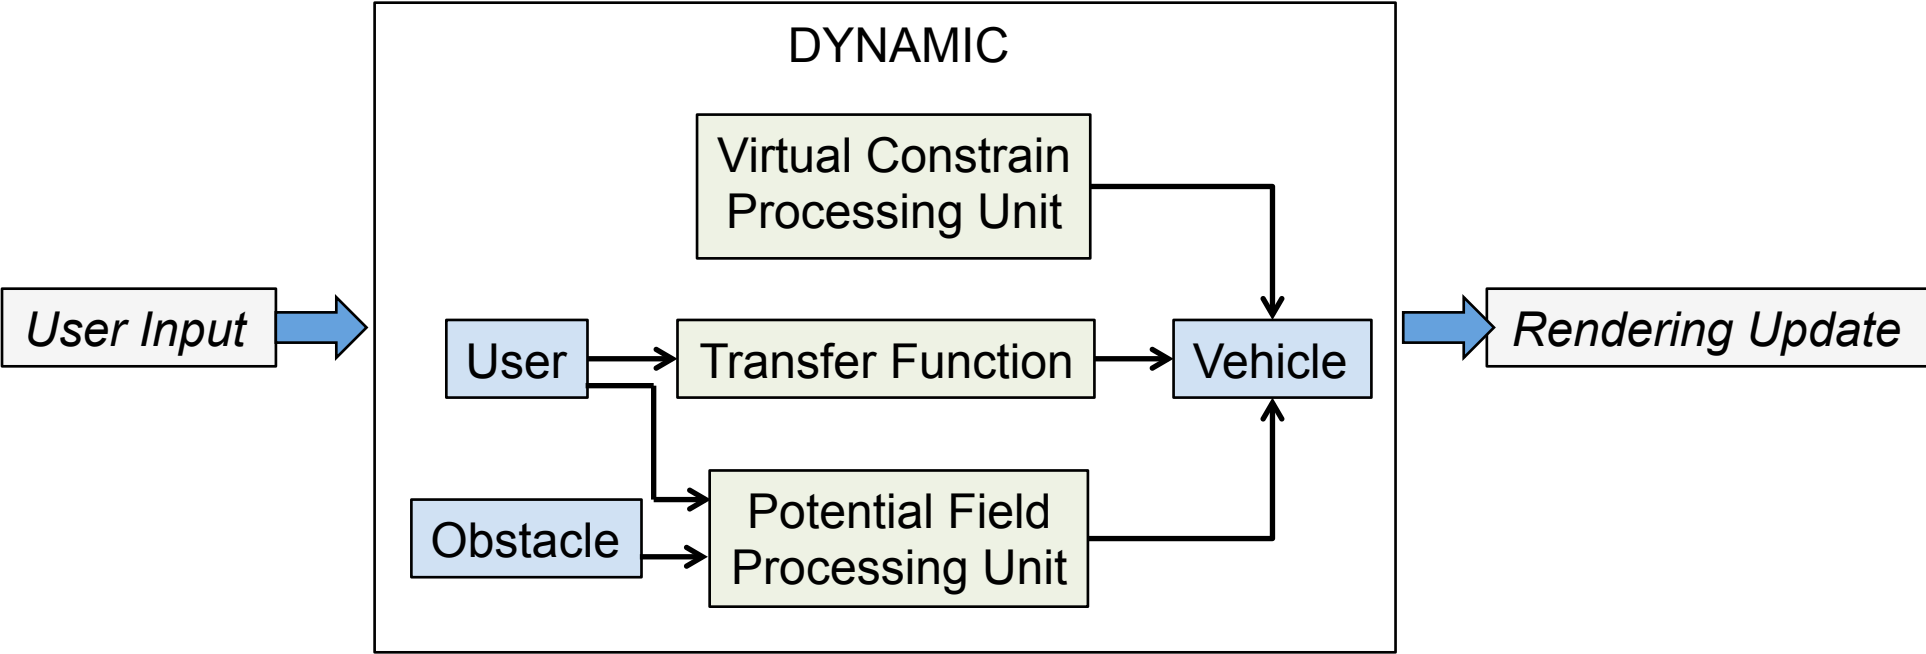 DYNAMIC
Virtual Constrain
Processing Unit
User Input
User
Transfer Function
Vehicle
Rendering Update
Obstacle
Potential Field
Processing Unit